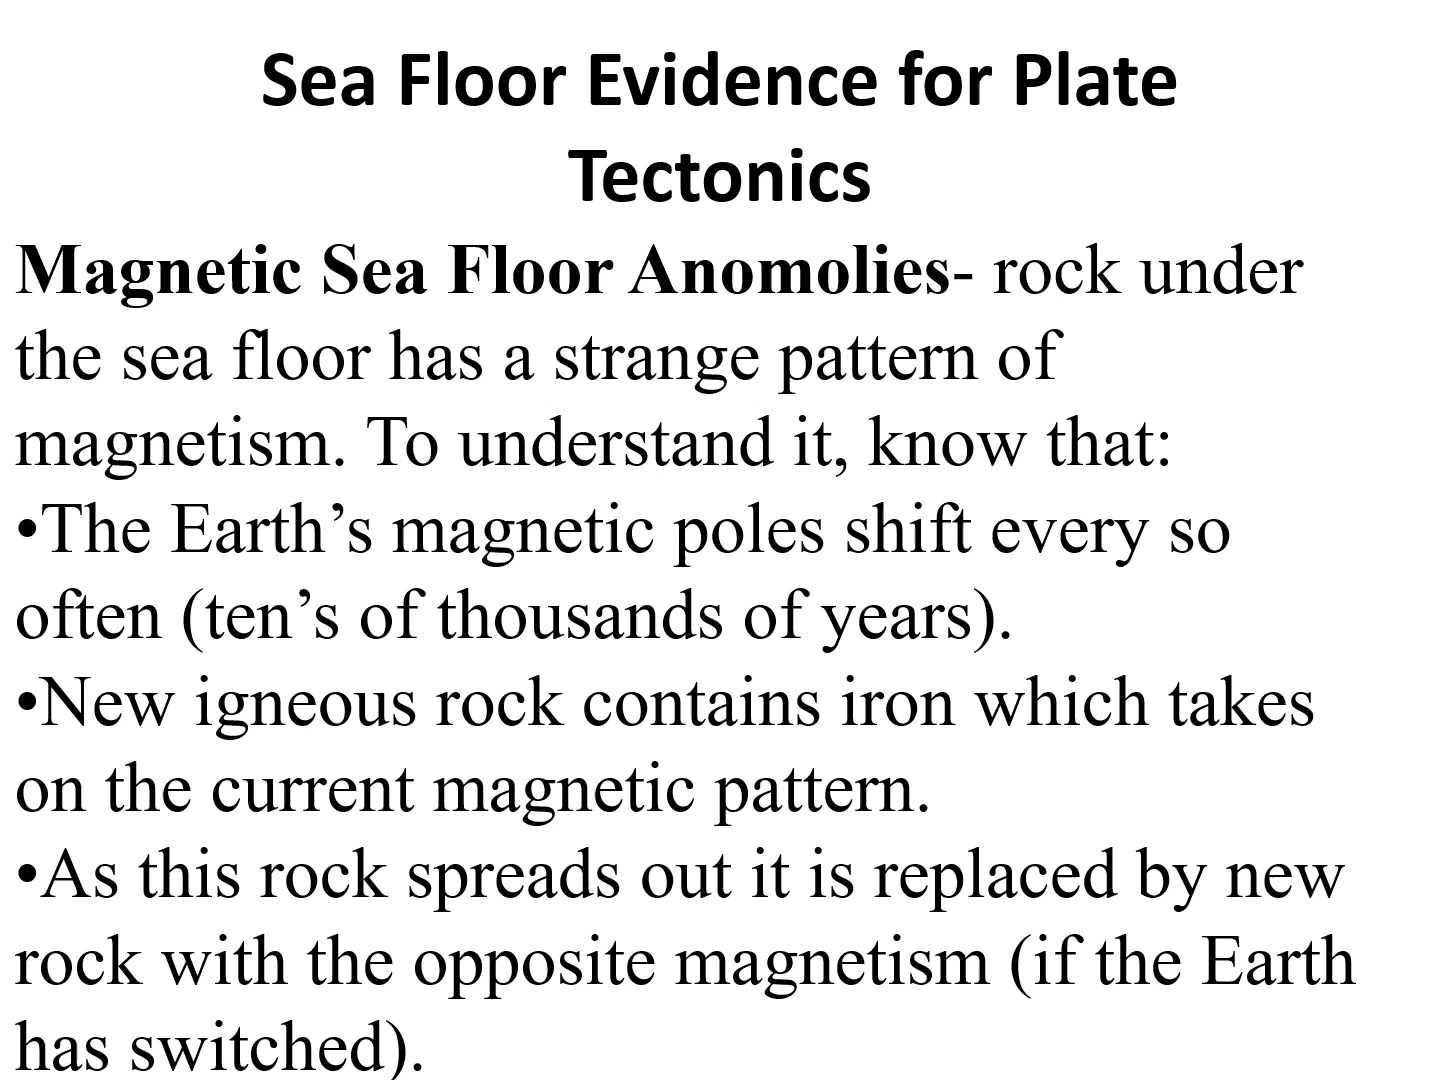 Sea Floor Evidence for Plate
Tectonics
Magnetic Sea Floor Anomolies- rock under
the sea floor has a strange pattern of
magnetism. To understand it, know that:
•The Earth’s magnetic poles shift every so
often (ten’s of thousands of years).
•New igneous rock contains iron which takes
on the current magnetic pattern.
•As this rock spreads out it is replaced by new
rock with the opposite magnetism (if the Earth
has switched).